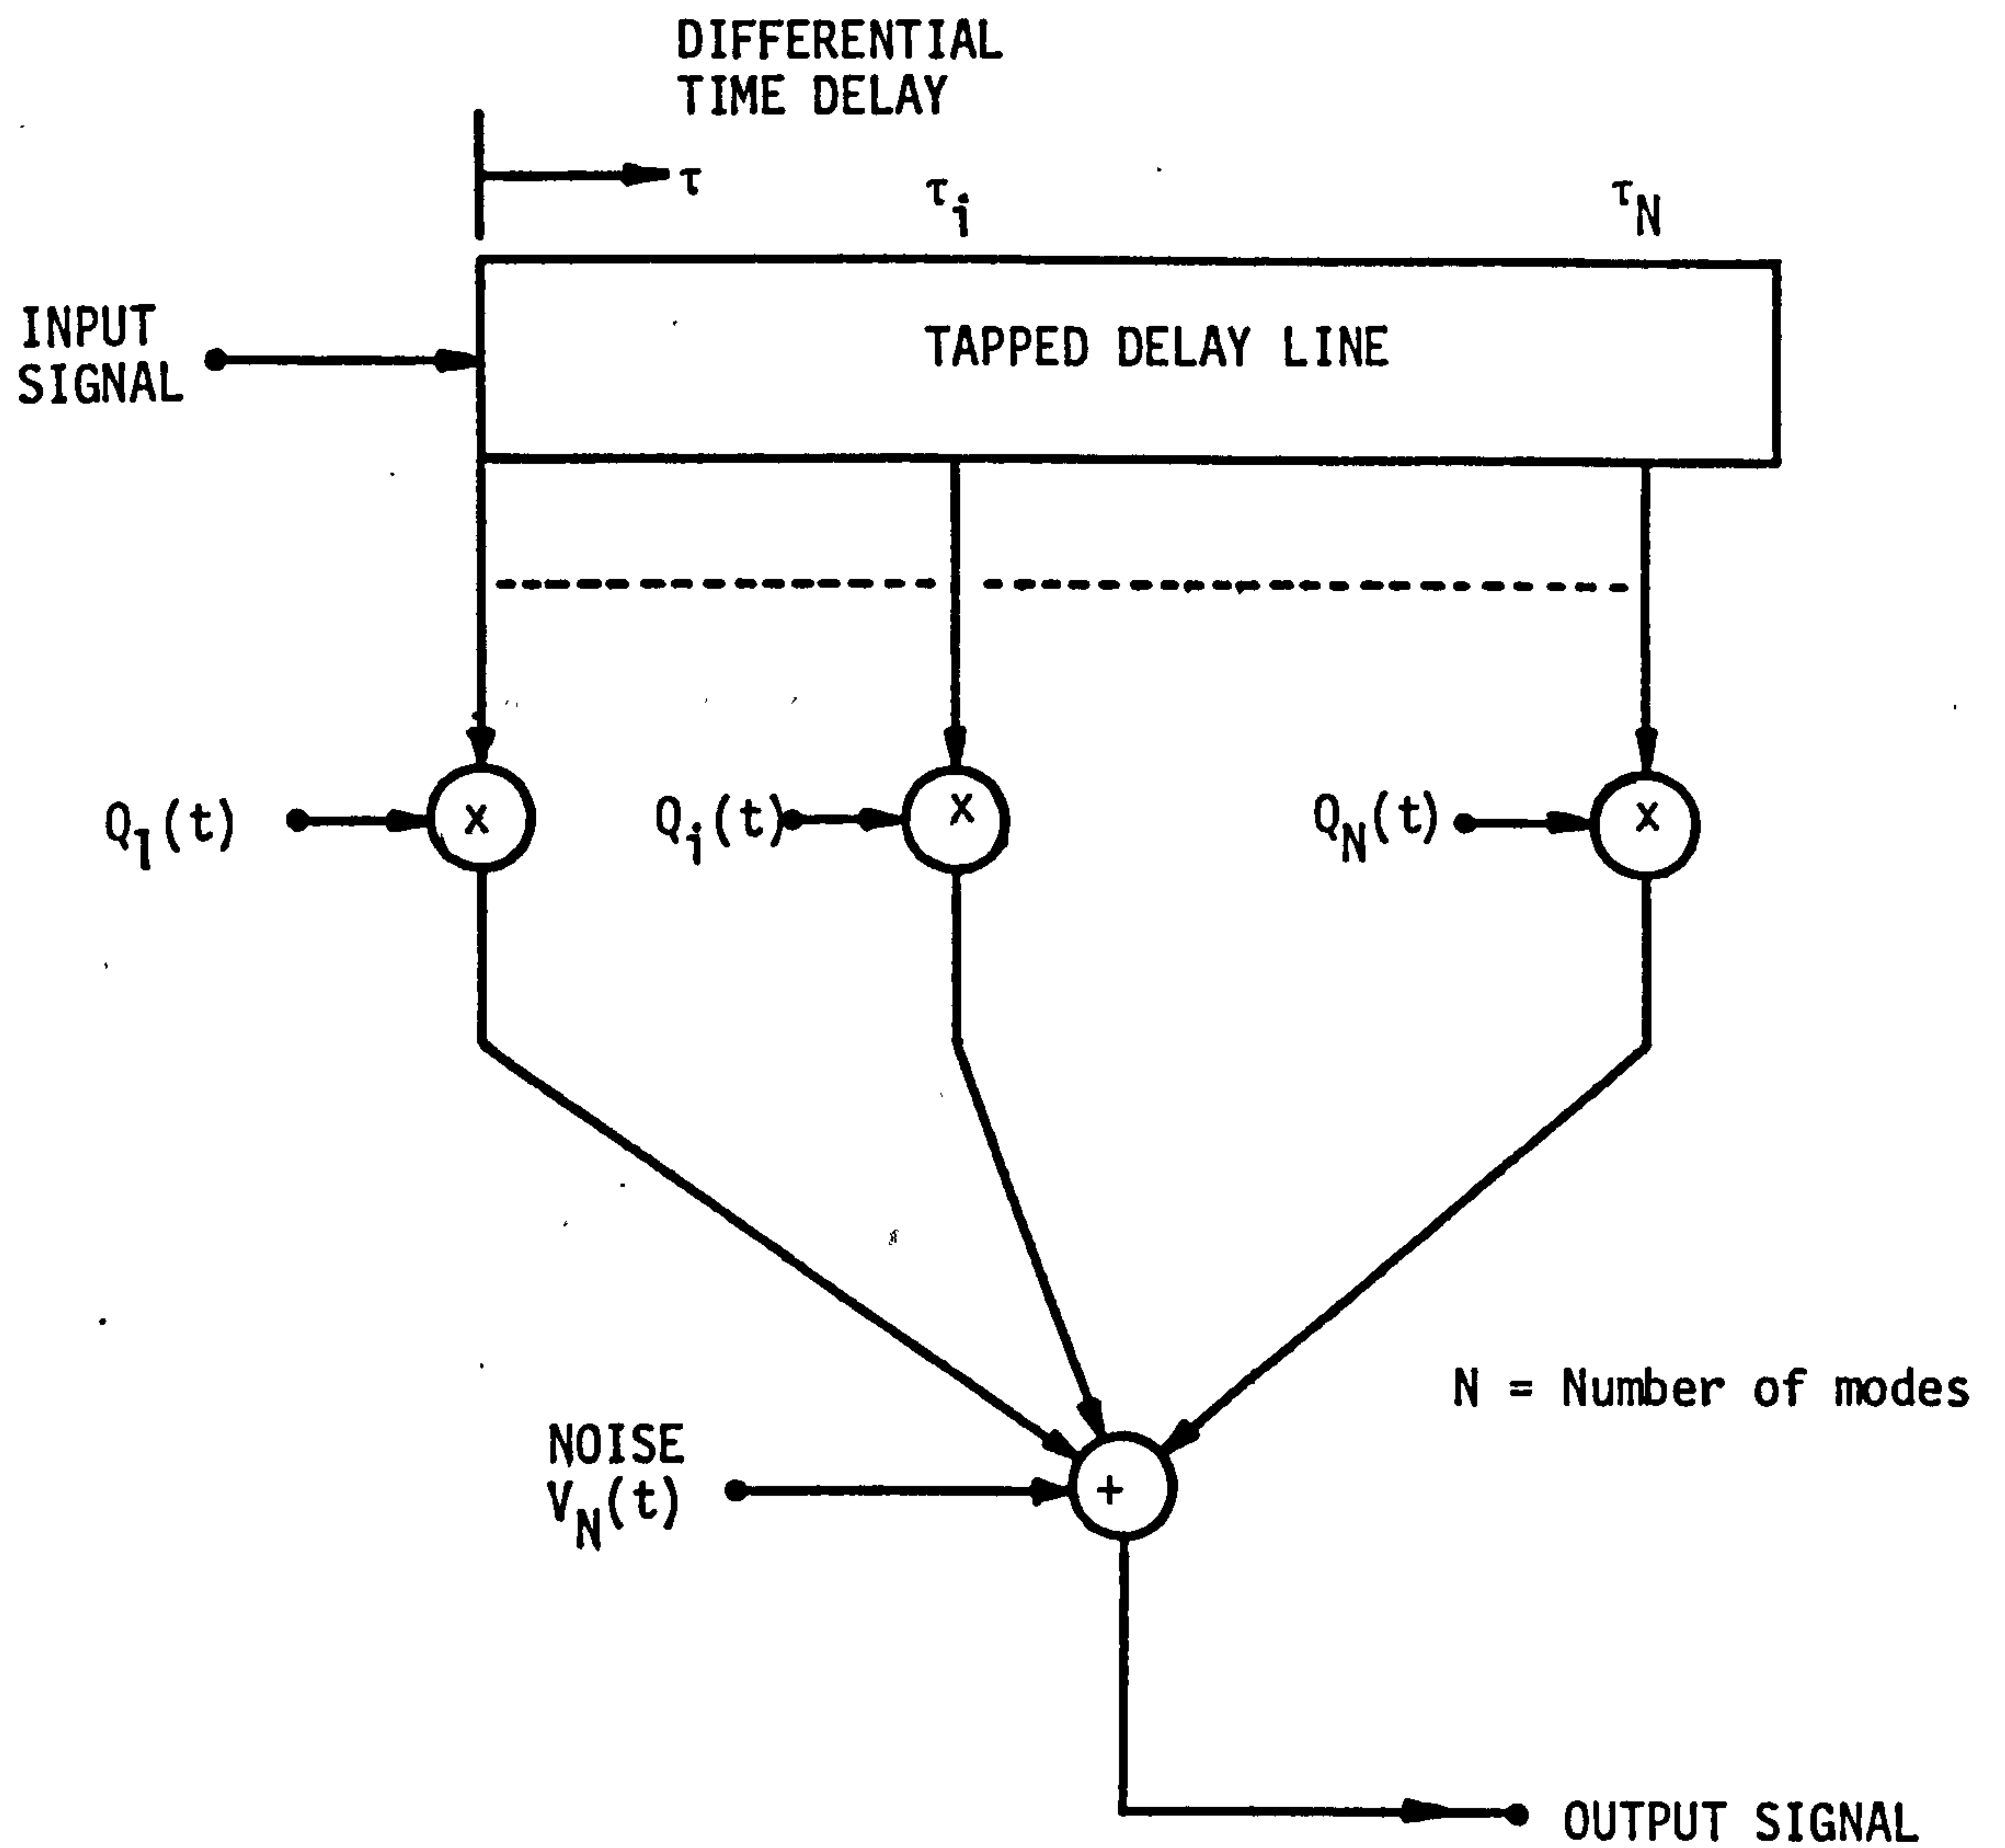 DIFFERENTIAL
TIME DELAY
τ
τi
τN
INPUT
SIGNAL
TAPPED DELAY LINE
Q1(t)
x
Qi(t)
x
QN(t)
x
N = Number of modes
NOISE
VN(t)
+
OUTPUT SIGNAL